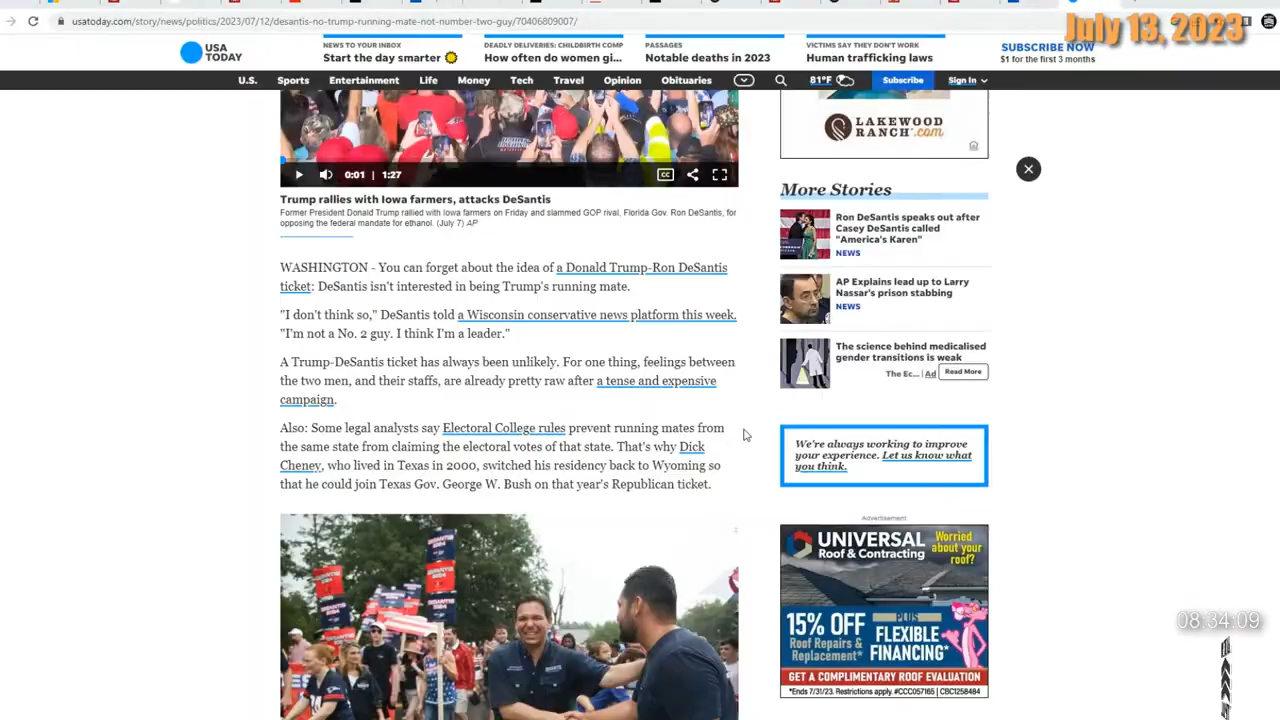 usatoday.com/story/news/politics/2023/07/12/desantis-no-trump-running-mate-not-number-two-guy/70406809007/
July 13, 2023
USA TODAY
NEWS TO YOUR INBOX
Start the day smarter
DEADLY DELIVERIES: CHILDBIRTH COMP
How often do women gi...
PASSAGES
Notable deaths in 2023
VICTIMS SAY THEY DON'T WORK
Human trafficking laws
SUBSCRIBE NOW
$1 for the first 3 months
U.S. Sports Entertainment Life Money Tech Travel Opinion Obituaries 81°F Subscribe Sign In
0:01 | 1:27 CC
Trump rallies with Iowa farmers, attacks DeSantis
Former President Donald Trump rallied with Iowa farmers on Friday and slammed GOP rival, Florida Gov. Ron DeSantis, for
opposing the federal mandate for ethanol. (July 7) AP
WASHINGTON - You can forget about the idea of a Donald Trump-Ron DeSantis
ticket: DeSantis isn't interested in being Trump's running mate.
"I don't think so," DeSantis told a Wisconsin conservative news platform this week.
"I'm not a No. 2 guy. I think I'm a leader."
A Trump-DeSantis ticket has always been unlikely. For one thing, feelings between
the two men, and their staffs, are already pretty raw after a tense and expensive
campaign.
Also: Some legal analysts say Electoral College rules prevent running mates from
the same state from claiming the electoral votes of that state. That's why Dick
Cheney, who lived in Texas in 2000, switched his residency back to Wyoming so
that he could join Texas Gov. George W. Bush on that year's Republican ticket.
LAKEWOOD
RANCH.com
More Stories
Ron DeSantis speaks out after
Casey DeSantis called
"America's Karen"
NEWS
AP Explains lead up to Larry
Nassar's prison stabbing
NEWS
The science behind medicalised
gender transitions is weak
The Ec... | Ad Read More
We're always working to improve
your experience. Let us know what
you think.
Advertisement
UNIVERSAL
Roof & Contracting
Worried
about your
roof?
15% OFF
Roof Repairs &
Replacement*
PLUS
FLEXIBLE
FINANCING*
GET A COMPLIMENTARY ROOF EVALUATION
*Ends 7/31/23. Restrictions apply. #CCC057165 | CBC1258484
08:34:09